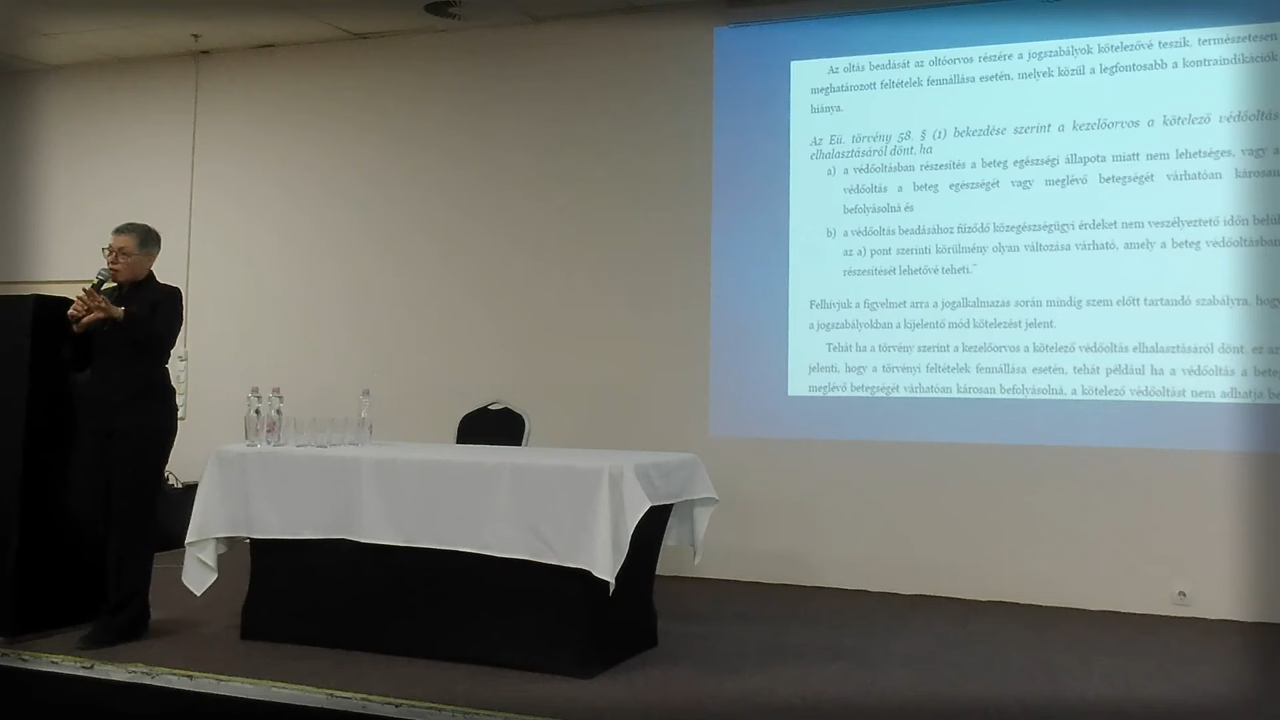 Az oltás beadását az oltóorvos részére a jogszabályok kötelezővé teszik, természetesen
meghatározott feltételek fennállása esetén, melyek közül a legfontosabb a kontraindikációk
hiánya.
Az Eü. törvény 58. § (1) bekezdése szerint a kezelőorvos a kötelező védőoltás
elhalasztásáról dönt, ha
a) a védőoltásban részesítés a beteg egészségi állapota miatt nem lehetséges, vagy a
védőoltás a beteg egészségét vagy meglévő betegségét várhatóan károsan
befolyásolná és
b) a védőoltás beadásához fűződő közegészségügyi érdeket nem veszélyeztető időn belül
az a) pont szerinti körülmény olyan változása várható, amely a beteg védőoltásban
részesítését lehetővé teheti."
Felhívjuk a figyelmet arra a jogalkalmazás során mindig szem előtt tartandó szabályra, hogy
a jogszabályokban a kijelentő mód kötelezést jelent.
Tehát ha a törvény szerint a kezelőorvos a kötelező védőoltás elhalasztásáról dönt, ez az
jelenti, hogy a törvényi feltételek fennállása esetén, tehát például ha a védőoltás a bete
meglévő betegségét várhatóan károsan befolyásolná, a kötelező védőoltást nem adhatja be